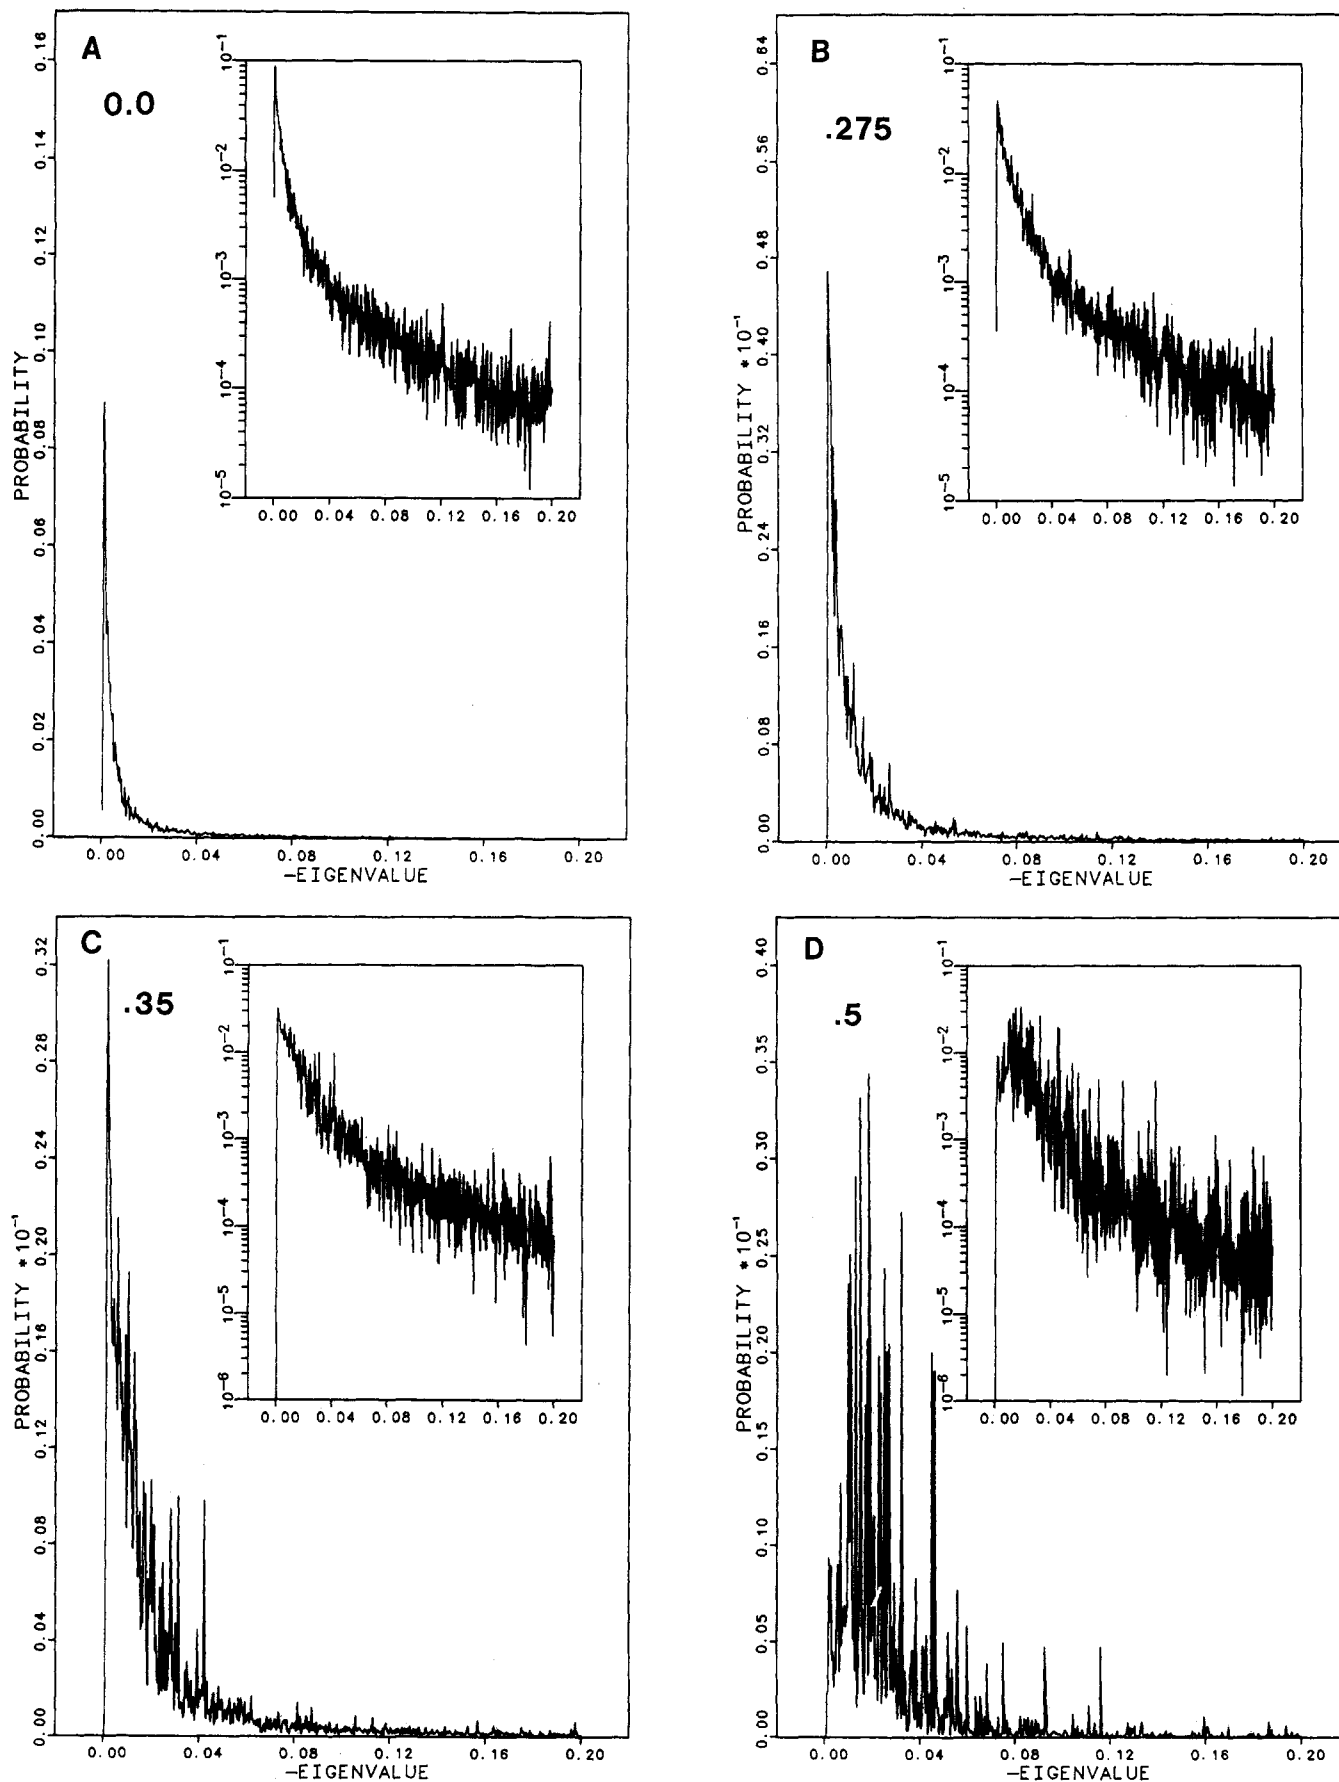 A
0.0
PROBABILITY
0.00 0.02 0.04 0.06 0.08 0.10 0.12 0.14 0.16
0.00 0.04 0.08 0.12 0.16 0.20
-EIGENVALUE
10⁻⁵ 10⁻⁴ 10⁻³ 10⁻² 10⁻¹
0.00 0.04 0.08 0.12 0.16 0.20
B
.275
PROBABILITY *10⁻¹
0.00 0.08 0.16 0.24 0.32 0.40 0.48 0.56 0.64
0.00 0.04 0.08 0.12 0.16 0.20
-EIGENVALUE
10⁻⁵ 10⁻⁴ 10⁻³ 10⁻² 10⁻¹
0.00 0.04 0.08 0.12 0.16 0.20
C
.35
PROBABILITY *10⁻¹
0.00 0.04 0.08 0.12 0.16 0.20 0.24 0.28 0.32
0.00 0.04 0.08 0.12 0.16 0.20
-EIGENVALUE
10⁻⁶ 10⁻⁵ 10⁻⁴ 10⁻³ 10⁻² 10⁻¹
0.00 0.04 0.08 0.12 0.16 0.20
D
.5
PROBABILITY *10⁻¹
0.00 0.05 0.10 0.15 0.20 0.25 0.30 0.35 0.40
0.00 0.04 0.08 0.12 0.16 0.20
-EIGENVALUE
10⁻⁶ 10⁻⁵ 10⁻⁴ 10⁻³ 10⁻² 10⁻¹
0.00 0.04 0.08 0.12 0.16 0.20